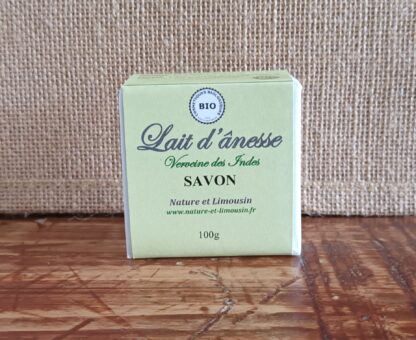 BIO
Lait d'ânesse
Verveine des Indes
SAVON
Nature et Limousin
www.nature-et-limousin.fr
100g